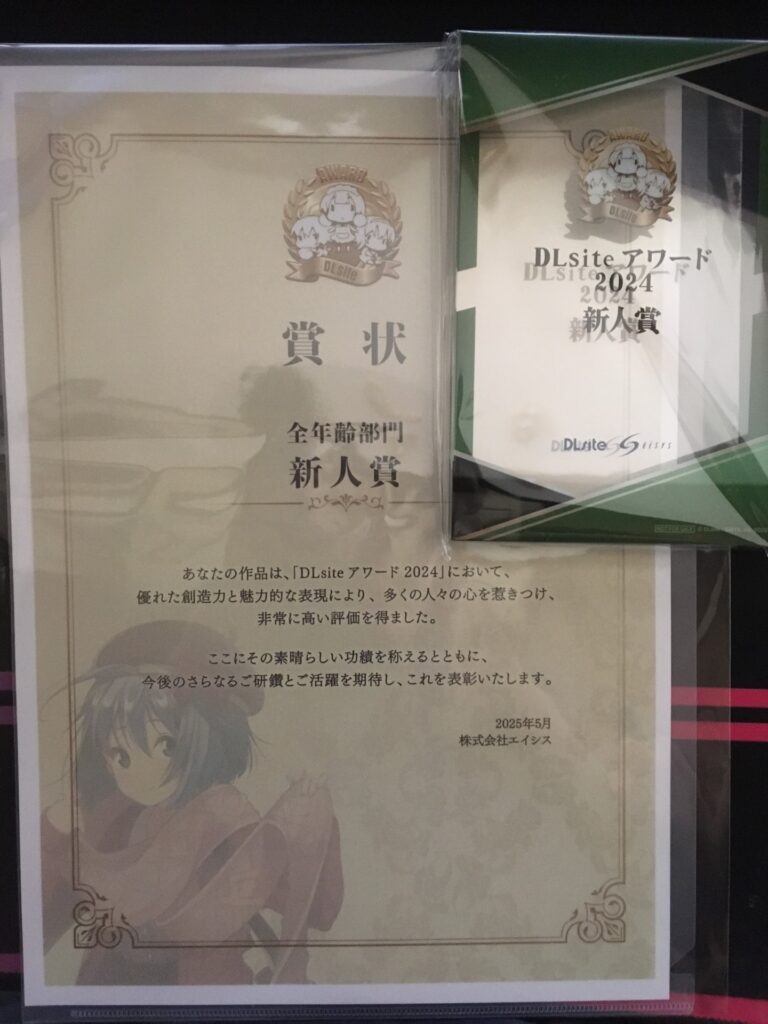 AWARD
DLsite
賞状
全年齢部門
新人賞
あなたの作品は、「DLsite アワード 2024」において、
優れた創造力と魅力的な表現により、多くの人々の心を惹きつけ、
非常に高い評価を得ました。
ここにその素晴らしい功績を称えるとともに、
今後のさらなるご研鑽とご活躍を期待し、これを表彰いたします。
2025年5月
株式会社エイシス
AWARD
DLsite
DLsite アワード
2024
新人賞
DLsite eisys